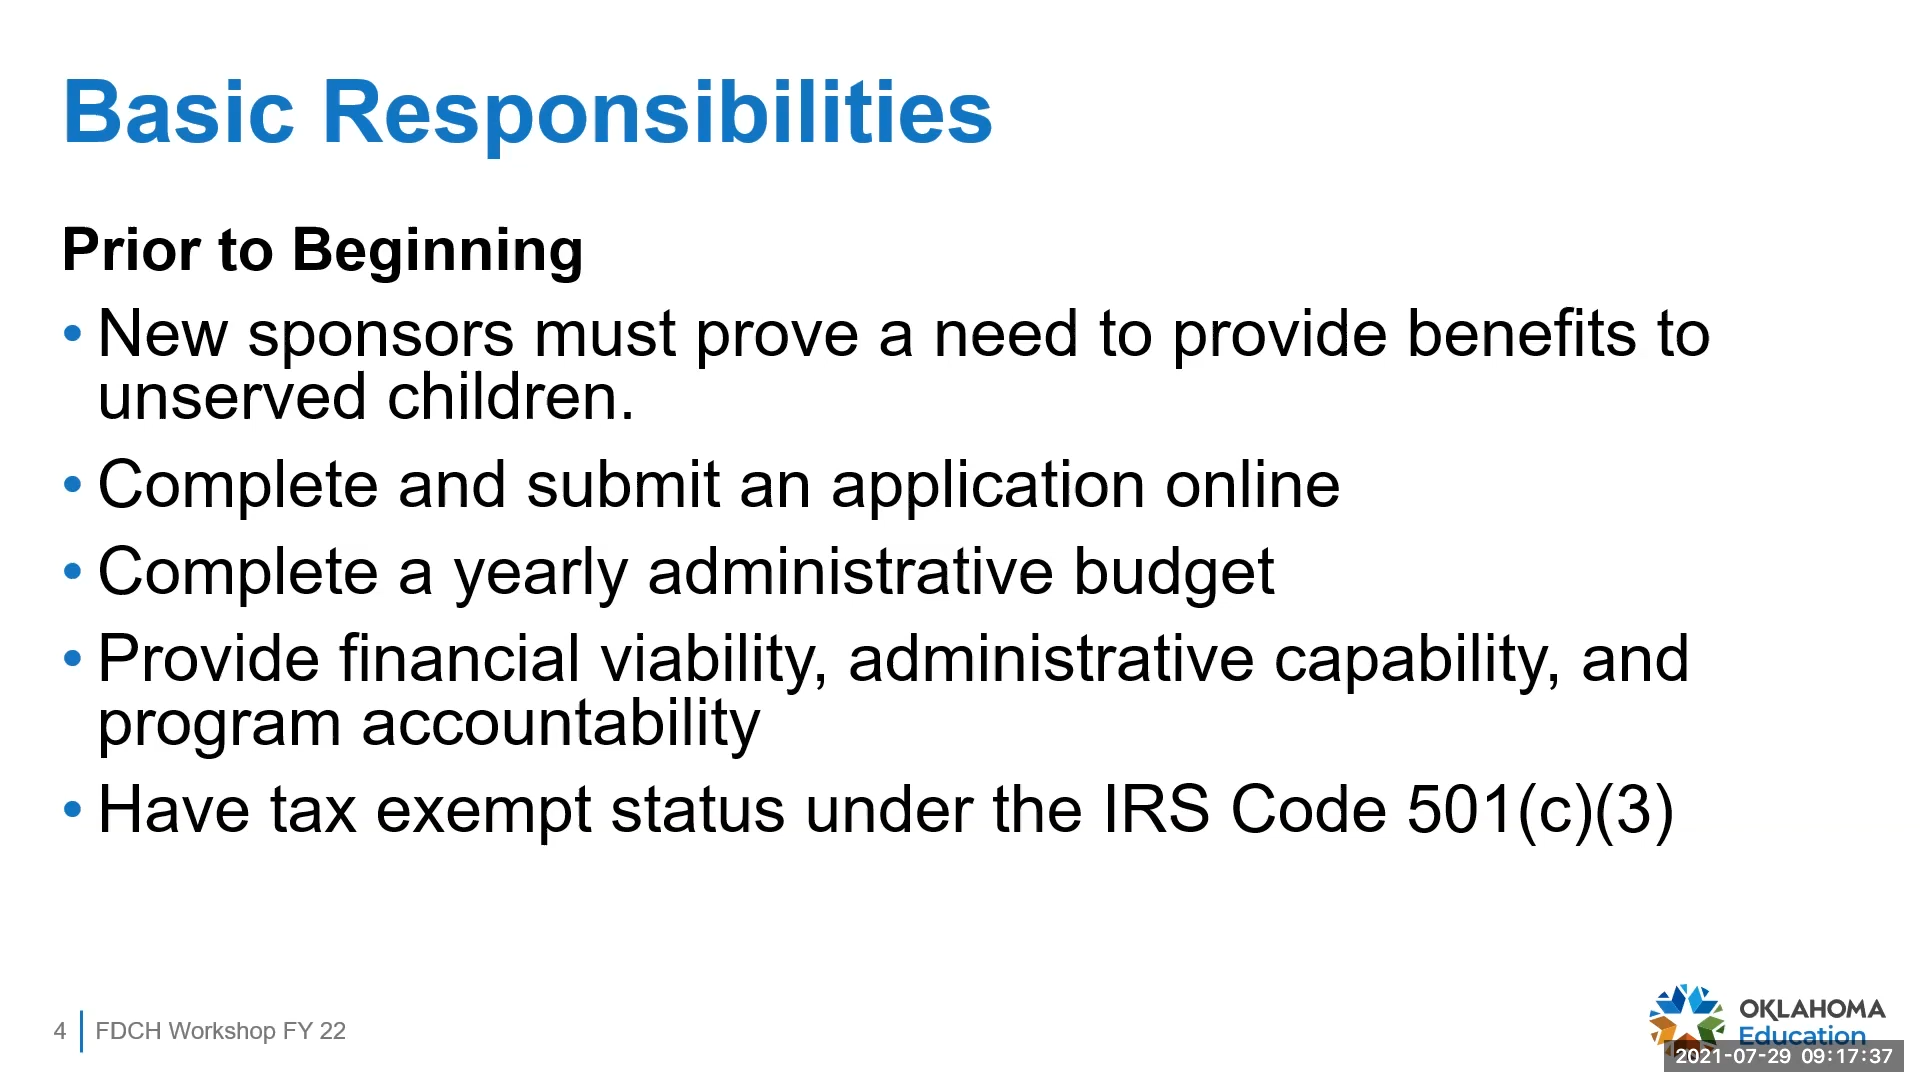 Basic Responsibilities
Prior to Beginning
• New sponsors must prove a need to provide benefits to
unserved children.
• Complete and submit an application online
• Complete a yearly administrative budget
• Provide financial viability, administrative capability, and
program accountability
• Have tax exempt status under the IRS Code 501(c)(3)
4 FDCH Workshop FY 22
OKLAHOMA
Education
2021-07-29 09:17:37